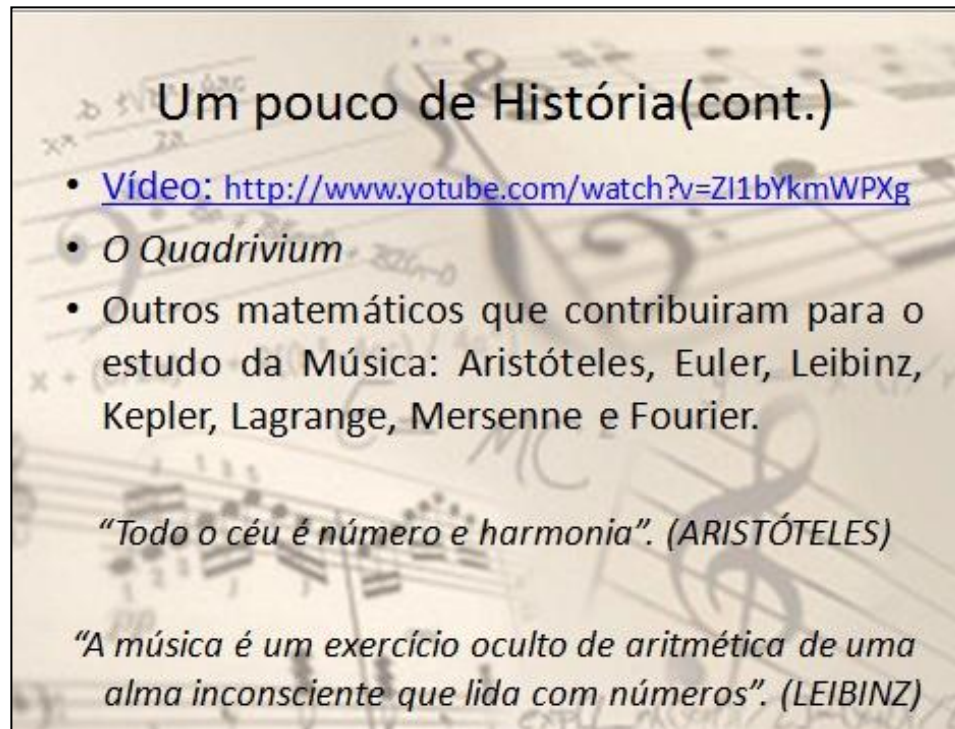 Um pouco de História(cont.)
• Vídeo: http://www.yotube.com/watch?v=ZI1bYkmWPXg
• O Quadrivium
• Outros matemáticos que contribuiram para o
estudo da Música: Aristóteles, Euler, Leibinz,
Kepler, Lagrange, Mersenne e Fourier.
“Todo o céu é número e harmonia”. (ARISTÓTELES)
“A música é um exercício oculto de aritmética de uma
alma inconsciente que lida com números”. (LEIBINZ)